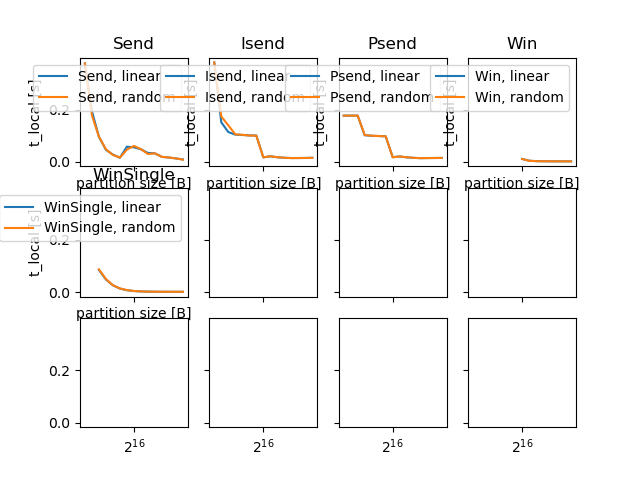 Send
Isend
Psend
Win
Send, linear
Send, random
Isend, linear
Isend, random
Psend, linear
Psend, random
Win, linear
Win, random
t_local [s]
t_local [s]
t_local [s]
t_local [s]
0.2
0.0
partition size [B]
partition size [B]
partition size [B]
partition size [B]
WinSingle
WinSingle, linear
WinSingle, random
t_local [s]
0.2
0.0
partition size [B]
0.2
0.0
2^16
2^16
2^16
2^16